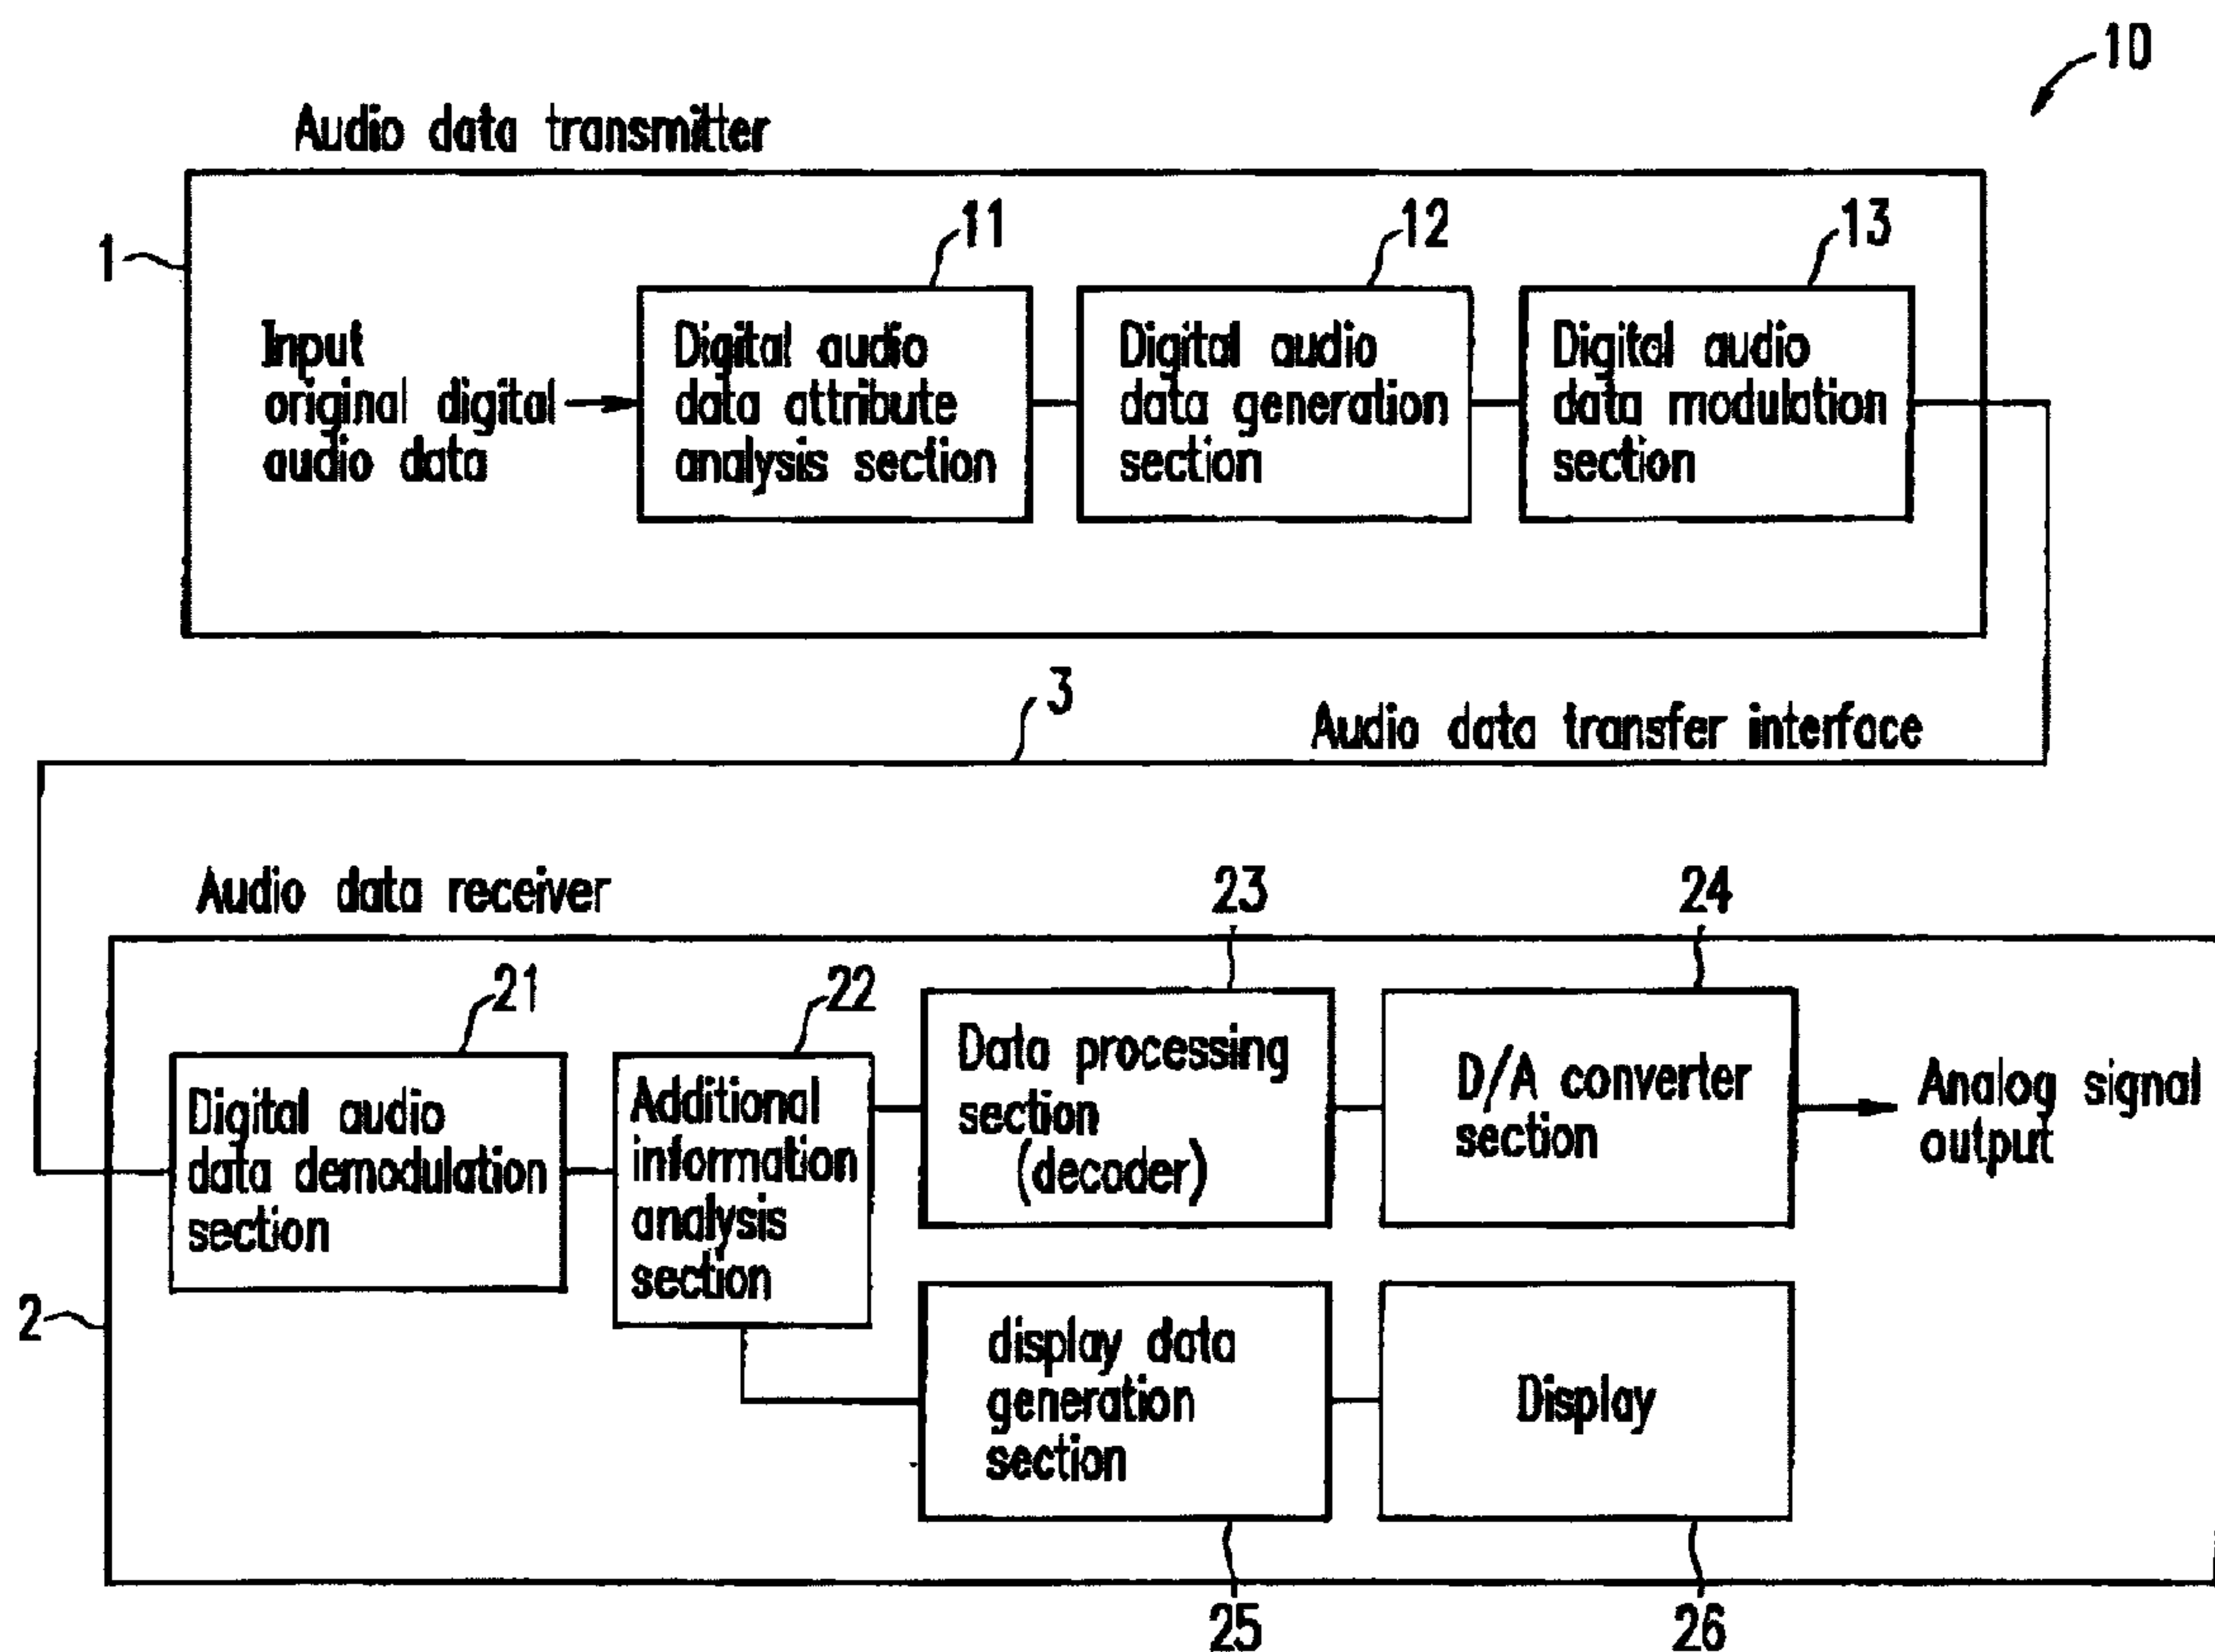 10
Audio data transmitter
1
11
12
13
Input
original digital
audio data
Digital audio
data attribute
analysis section
Digital audio
data generation
section
Digital audio
data modulation
section
3
Audio data transfer interface
Audio data receiver
2
21
22
23
24
Digital audio
data demodulation
section
Additional
information
analysis
section
Data processing
section
(decoder)
D/A converter
section
Analog signal
output
display data
generation
section
Display
25
26